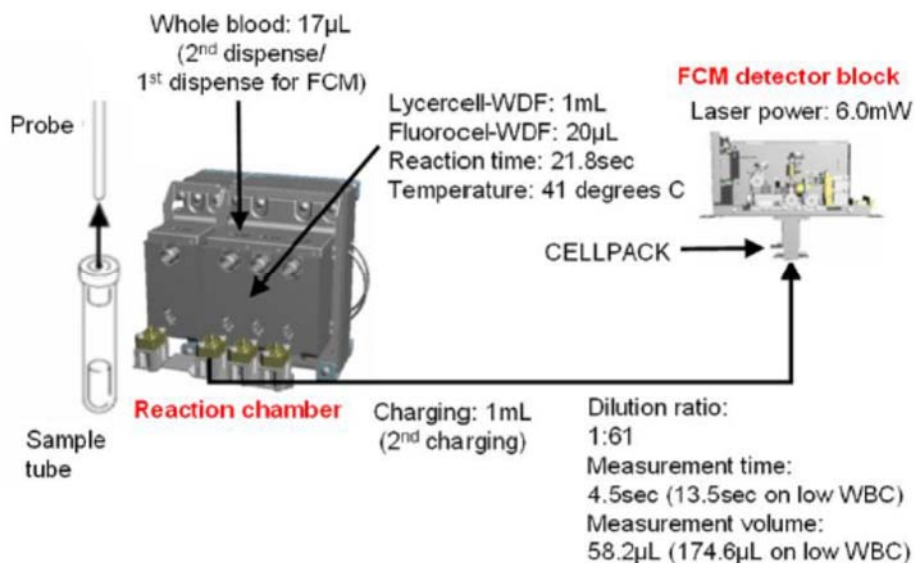 Whole blood: 17µL
(2nd dispense/
1st dispense for FCM)
Probe
Lycercell-WDF: 1mL
Fluorocel-WDF: 20µL
Reaction time: 21.8sec
Temperature: 41 degrees C
FCM detector block
Laser power: 6.0mW
CELLPACK
Reaction chamber
Sample
tube
Charging: 1mL
(2nd charging)
Dilution ratio:
1:61
Measurement time:
4.5sec (13.5sec on low WBC)
Measurement volume:
58.2µL (174.6µL on low WBC)